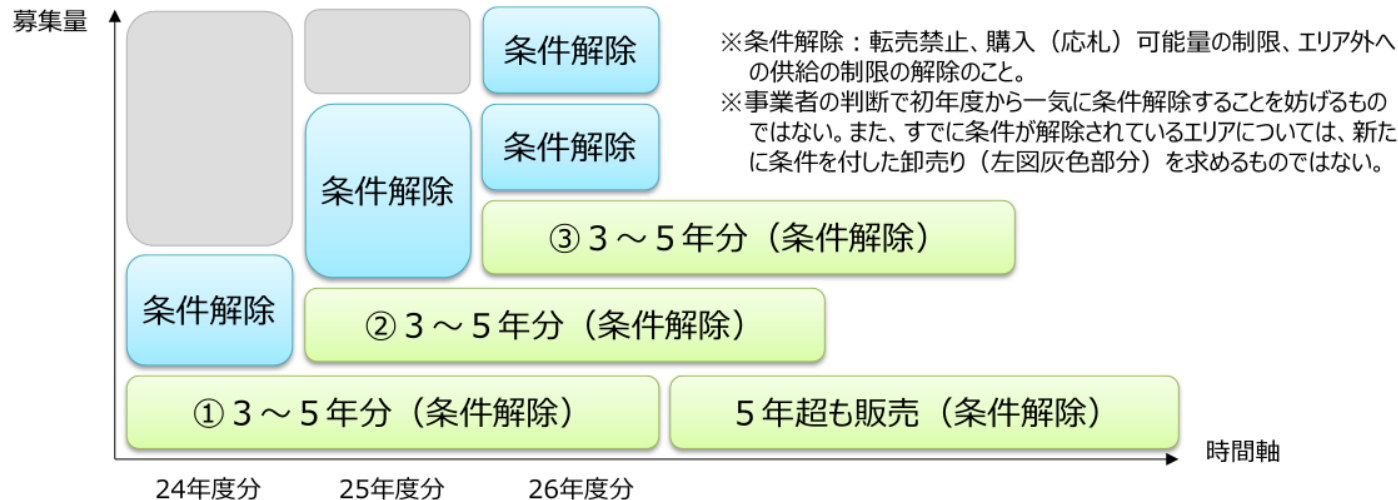 募集量
条件解除
※条件解除：転売禁止、購入（応札）可能量の制限、エリア外へ
の供給の制限の解除のこと。
※事業者の判断で初年度から一気に条件解除することを妨げるもの
ではない。また、すでに条件が解除されているエリアについては、新た
に条件を付した卸売り（左図灰色部分）を求めるものではない。
条件解除
条件解除
③３～５年分（条件解除）
条件解除
②３～５年分（条件解除）
①３～５年分（条件解除）
５年超も販売（条件解除）
時間軸
24年度分
25年度分
26年度分